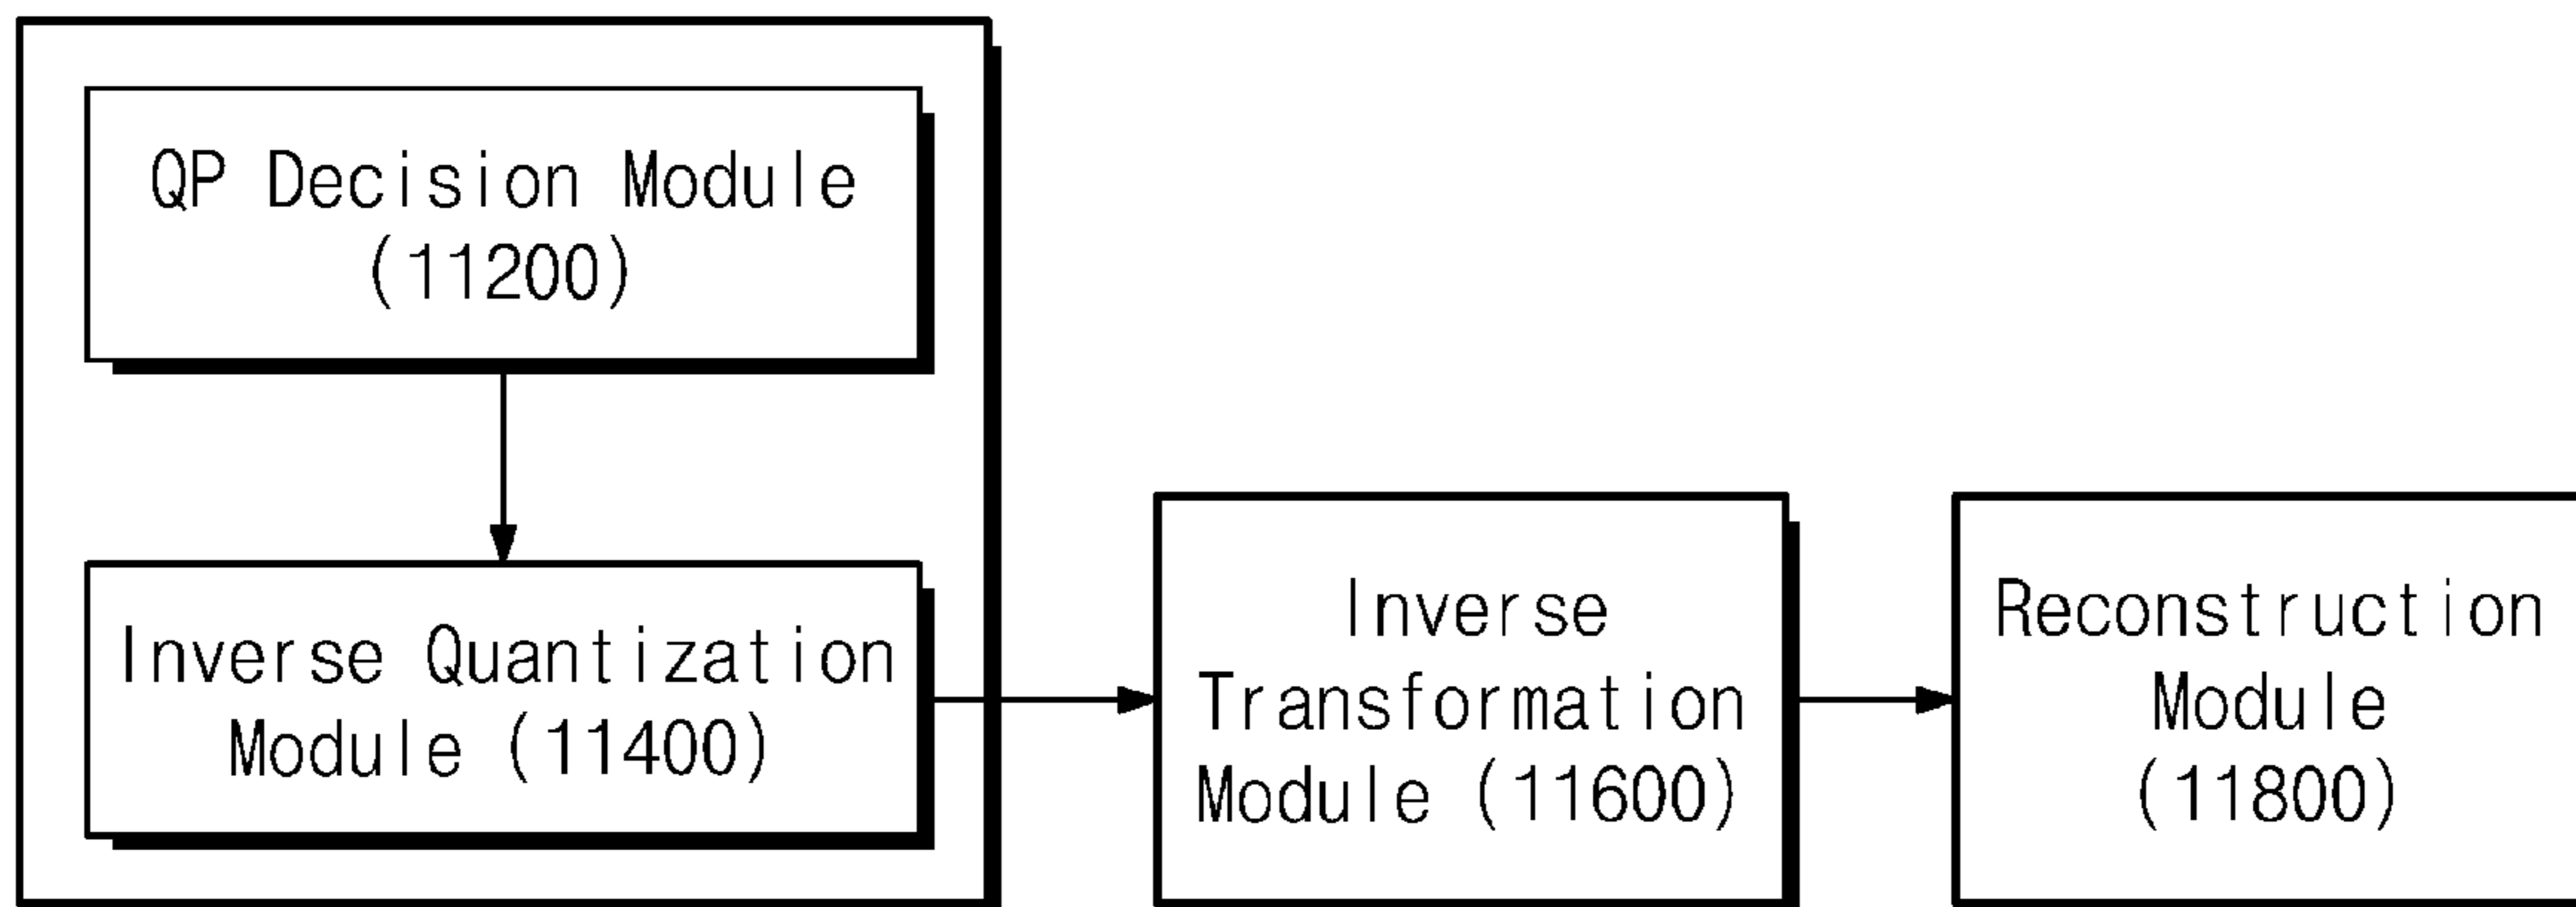 QP Decision Module
(11200)
Inverse Quantization
Module (11400)
Inverse
Transformation
Module (11600)
Reconstruction
Module
(11800)